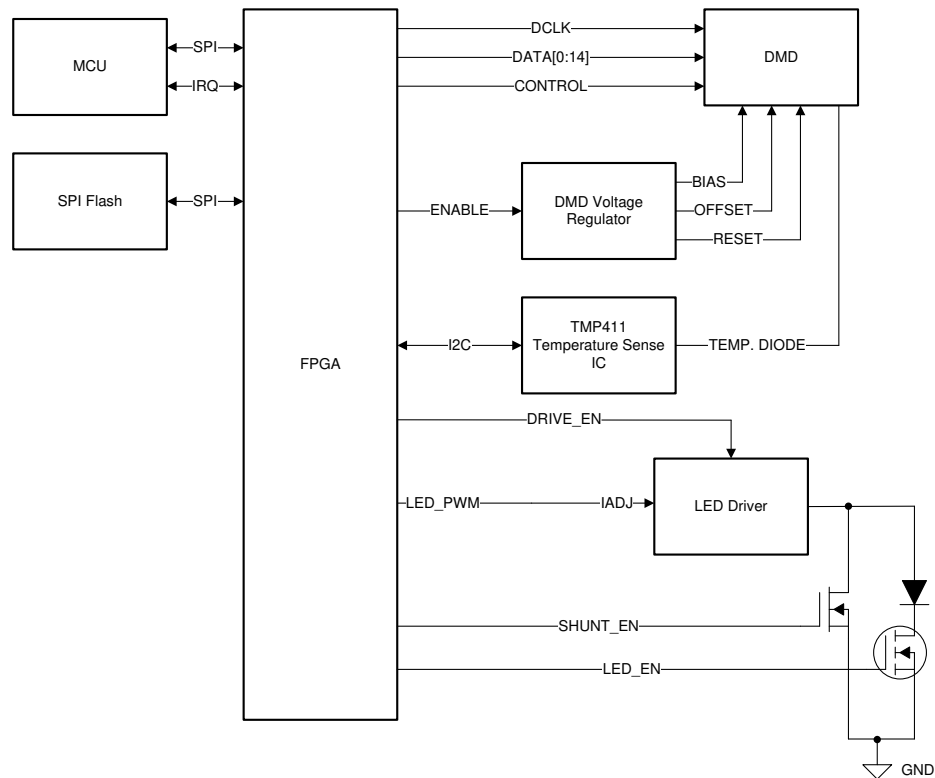 MCU
SPI
IRQ
SPI Flash
SPI
FPGA
DCLK
DATA[0:14]
CONTROL
DMD
ENABLE
DMD Voltage
Regulator
BIAS
OFFSET
RESET
I2C
TMP411
Temperature Sense
IC
TEMP. DIODE
DRIVE_EN
LED_PWM
IADJ
LED Driver
SHUNT_EN
LED_EN
GND